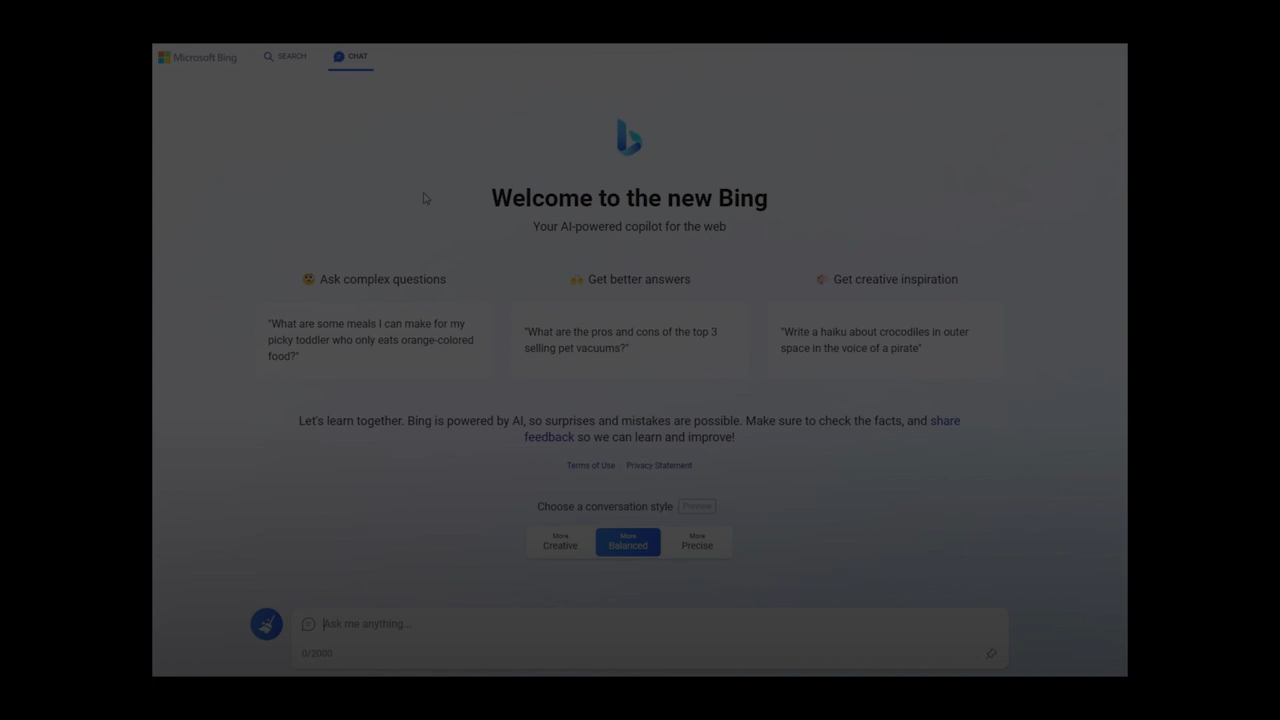 Microsoft Bing
SEARCH
CHAT
Welcome to the new Bing
Your AI-powered copilot for the web
Ask complex questions
Get better answers
Get creative inspiration
"What are some meals I can make for my
picky toddler who only eats orange-colored
food?"
"What are the pros and cons of the top 3
selling pet vacuums?"
"Write a haiku about crocodiles in outer
space in the voice of a pirate"
Let's learn together. Bing is powered by AI, so surprises and mistakes are possible. Make sure to check the facts, and share
feedback so we can learn and improve!
Terms of Use
Privacy Statement
Choose a conversation style Preview
More
Creative
More
Balanced
More
Precise
Ask me anything...
0/2000